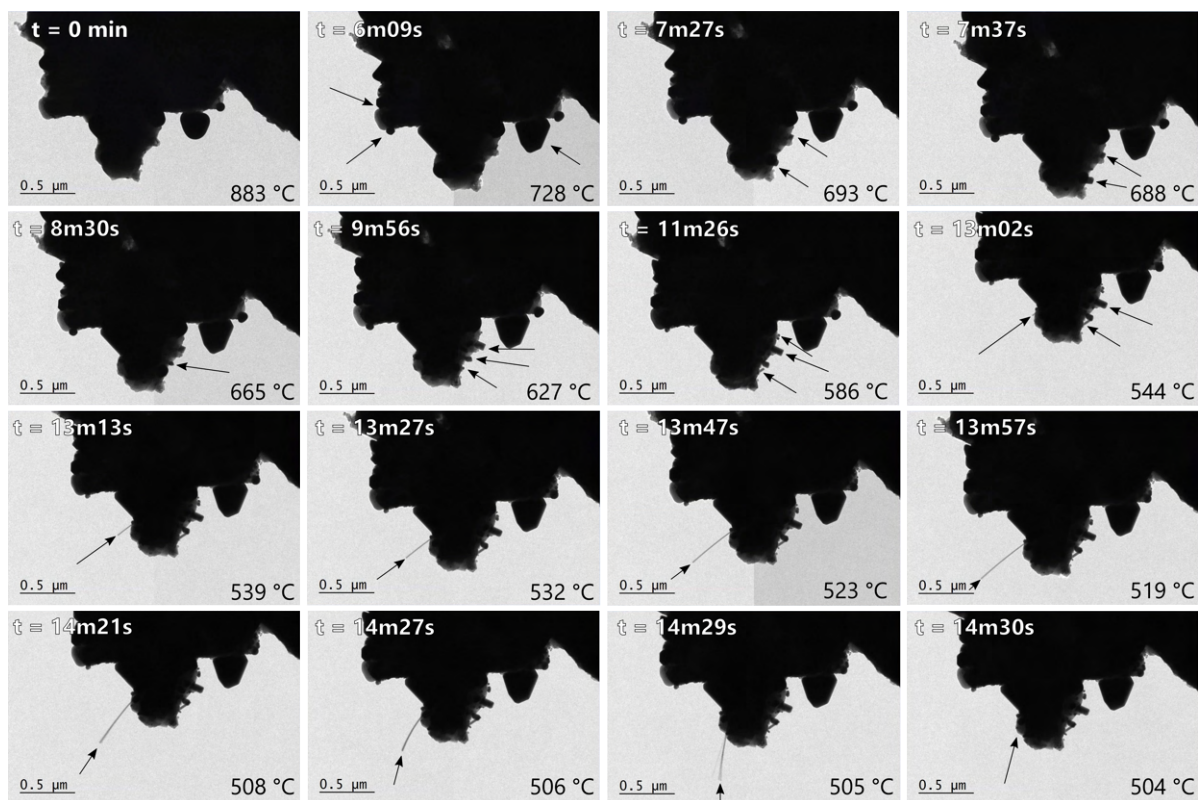 t = 0 min
0.5 µm
883 °C
t = 6m09s
0.5 µm
728 °C
t = 7m27s
0.5 µm
693 °C
t = 7m37s
0.5 µm
688 °C
t = 8m30s
0.5 µm
665 °C
t = 9m56s
0.5 µm
627 °C
t = 11m26s
0.5 µm
586 °C
t = 13m02s
0.5 µm
544 °C
t = 13m13s
0.5 µm
539 °C
t = 13m27s
0.5 µm
532 °C
t = 13m47s
0.5 µm
523 °C
t = 13m57s
0.5 µm
519 °C
t = 14m21s
0.5 µm
508 °C
t = 14m27s
0.5 µm
506 °C
t = 14m29s
0.5 µm
505 °C
t = 14m30s
0.5 µm
504 °C